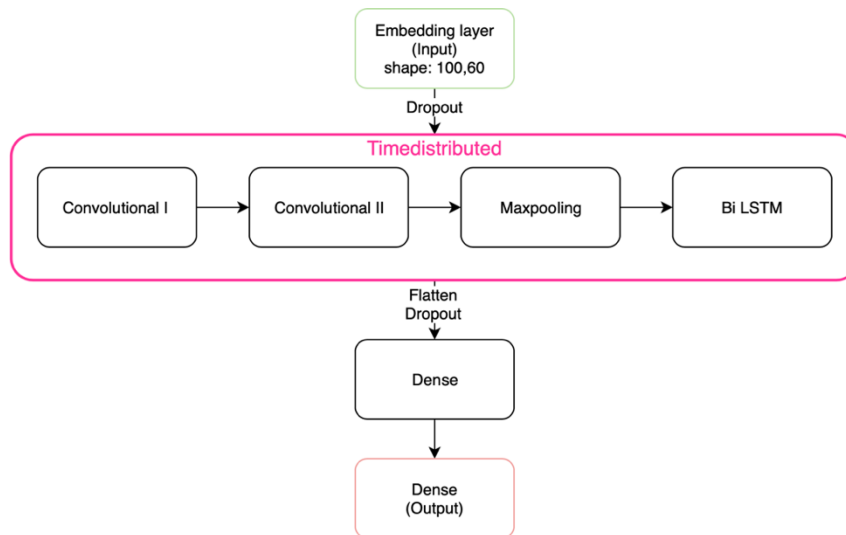 Embedding layer
(Input)
shape: 100,60
Dropout
Timedistributed
Convolutional I
Convolutional II
Maxpooling
Bi LSTM
Flatten
Dropout
Dense
Dense
(Output)